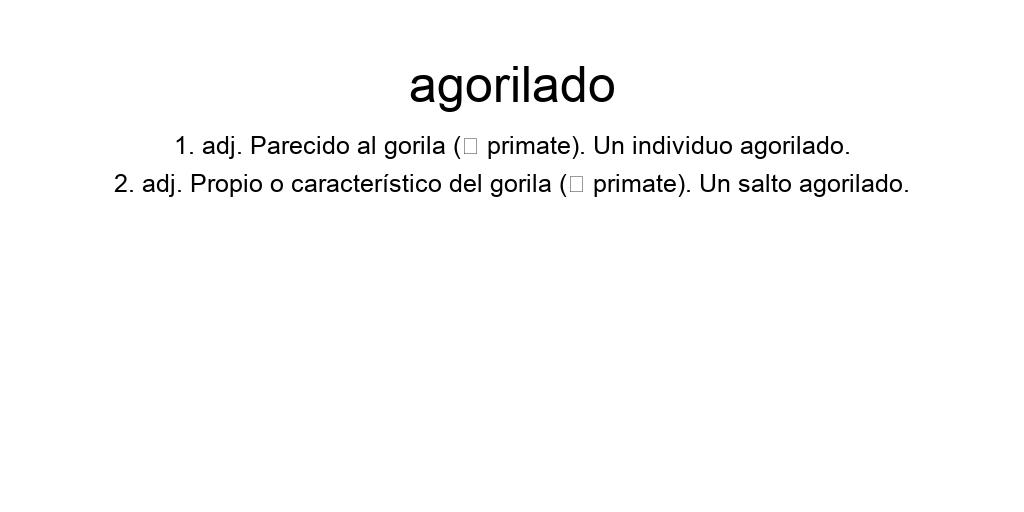 agorilado
1. adj. Parecido al gorila (□ primate). Un individuo agorilado.
2. adj. Propio o característico del gorila (□ primate). Un salto agorilado.